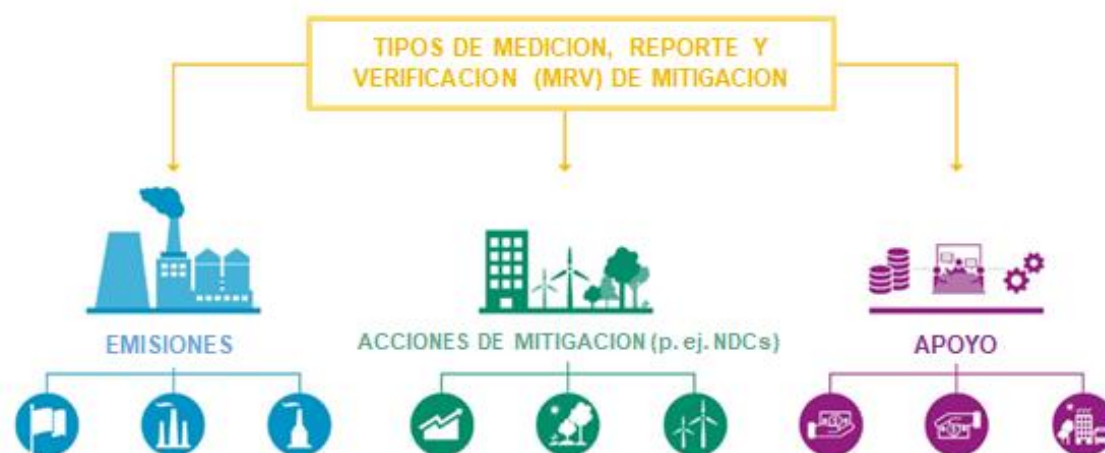 TIPOS DE MEDICION, REPORTE Y
VERIFICACION (MRV) DE MITIGACION
EMISIONES
ACCIONES DE MITIGACION (p. ej. NDCs)
APOYO